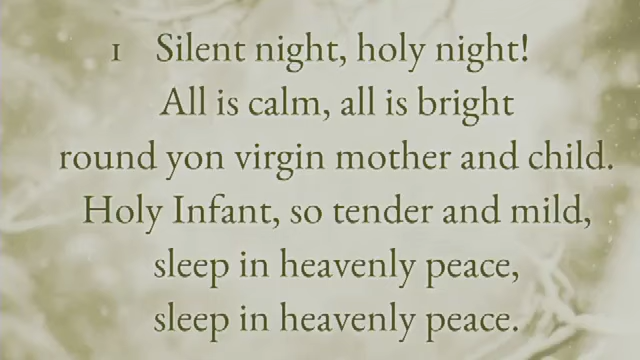 1 Silent night, holy night!
All is calm, all is bright
round yon virgin mother and child.
Holy Infant, so tender and mild,
sleep in heavenly peace,
sleep in heavenly peace.